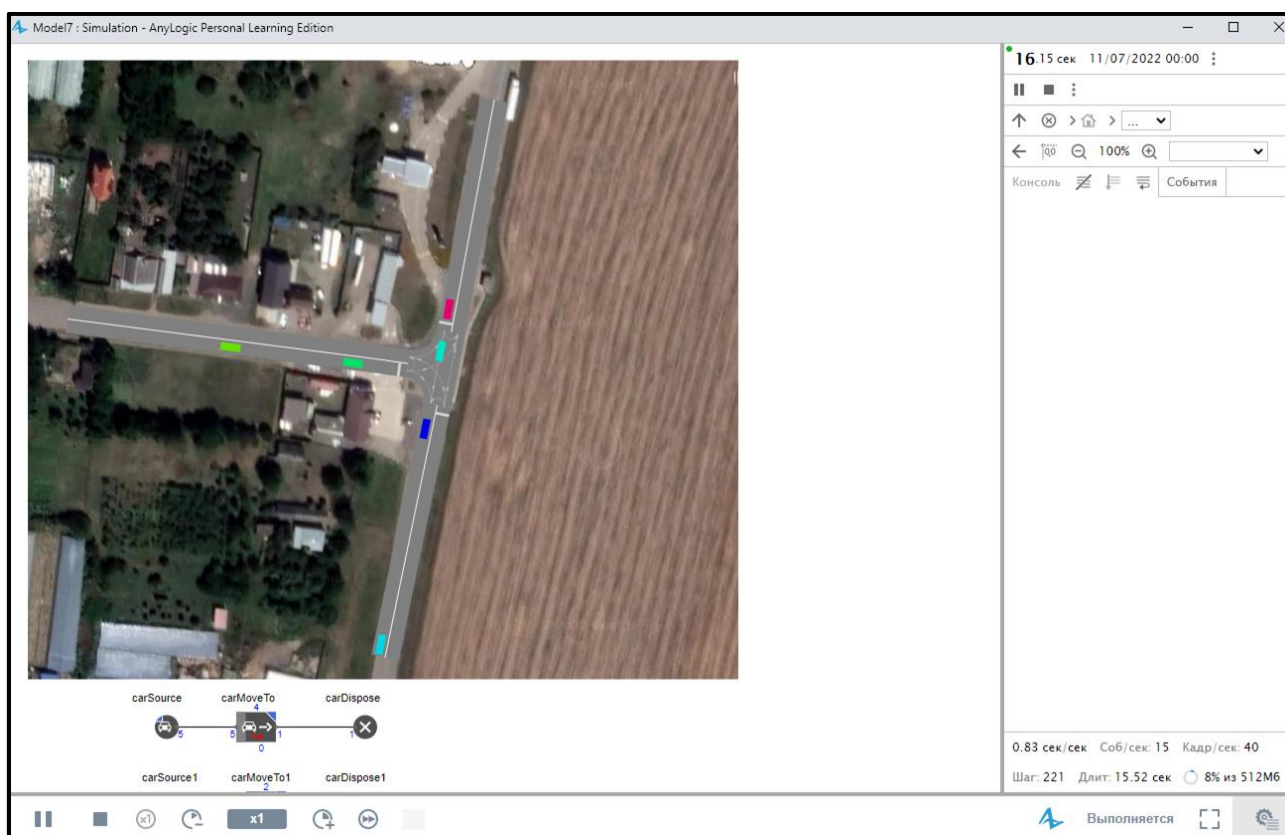 Model7 : Simulation - AnyLogic Personal Learning Edition
16.15 сек 11/07/2022 00:00
...
100%
Консоль События
carSource carMoveTo carDispose
4
5 5 1 1
0
carSource1 carMoveTo1 carDispose1
2
0.83 сек/сек Соб/сек: 15 Кадр/сек: 40
Шаг: 221 Длит: 15.52 сек 8% из 512М6
x1 x1 Выполняется